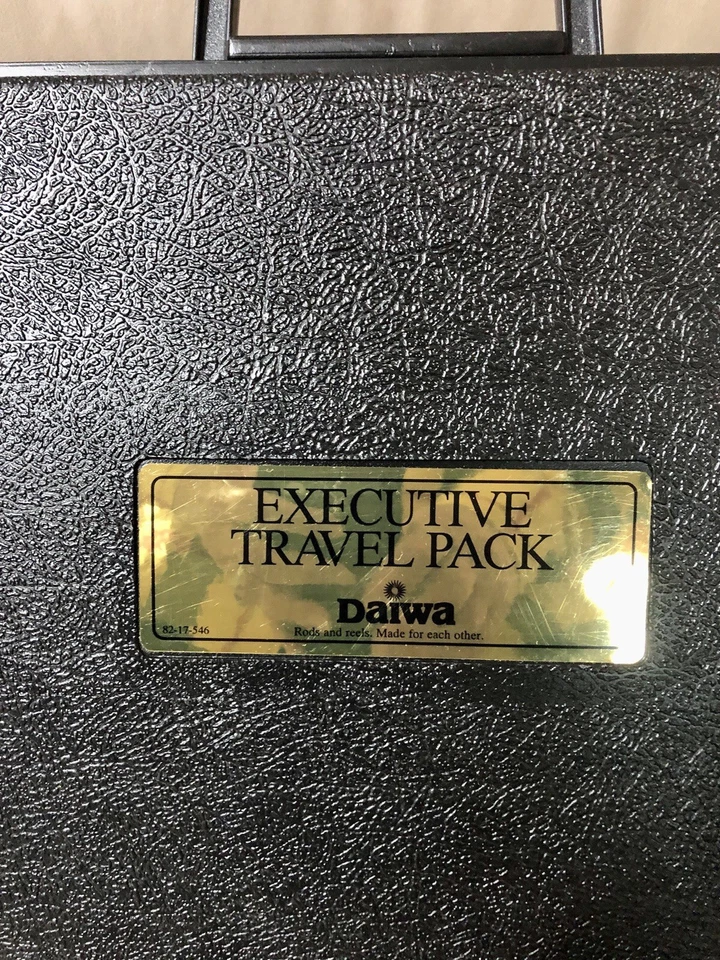 EXECUTIVE
TRAVEL PACK
Daiwa
82-17-546
Rods and reels. Made for each other.